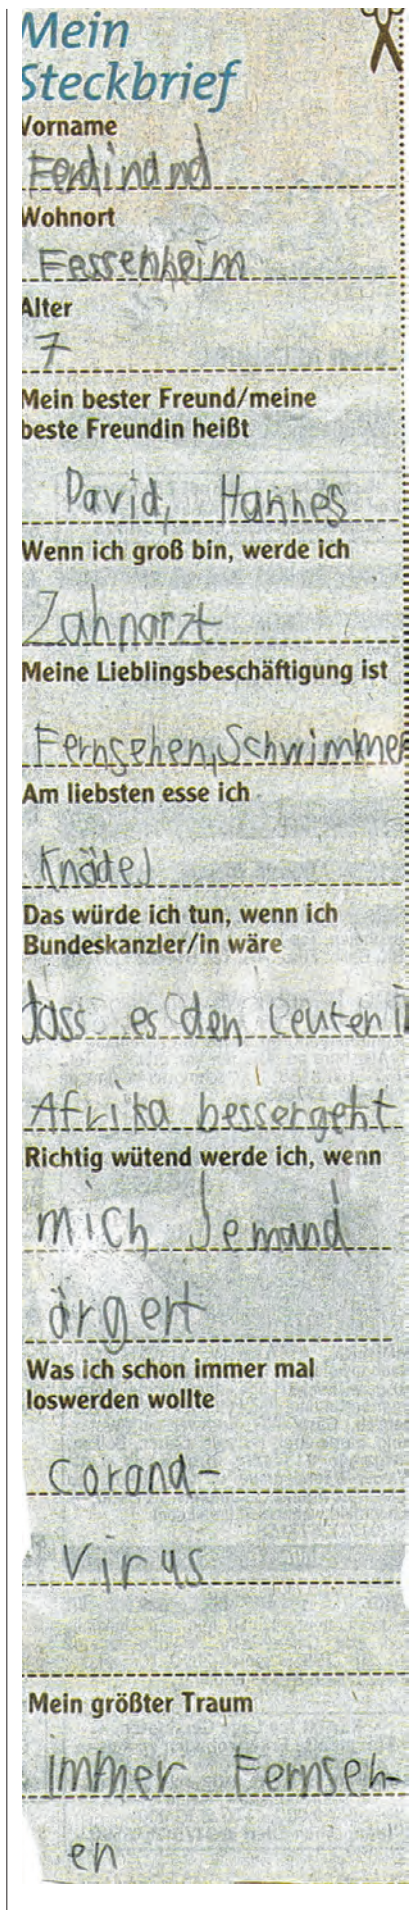 Mein
Steckbrief
Vorname
Ferdinand
Wohnort
Fessenheim
Alter
7
Mein bester Freund/meine
beste Freundin heißt
David, Hannes
Wenn ich groß bin, werde ich
Zahnarzt
Meine Lieblingsbeschäftigung ist
Fernsehen, Schwimmen
Am liebsten esse ich
Knödel
Das würde ich tun, wenn ich
Bundeskanzler/in wäre
dass es den Leuten in
Afrika bessergeht
Richtig wütend werde ich, wenn
mich Jemand
ärgert
Was ich schon immer mal
loswerden wollte
Corona-
Virus
Mein größter Traum
immer Fernseh-
en